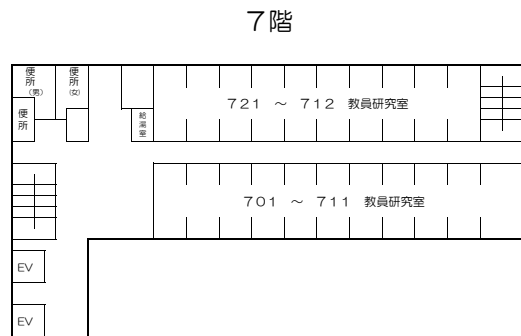 7階
便所
(男)
便所
(女)
便所
給湯室
721 ～ 712 教員研究室
701 ～ 711 教員研究室
EV
EV